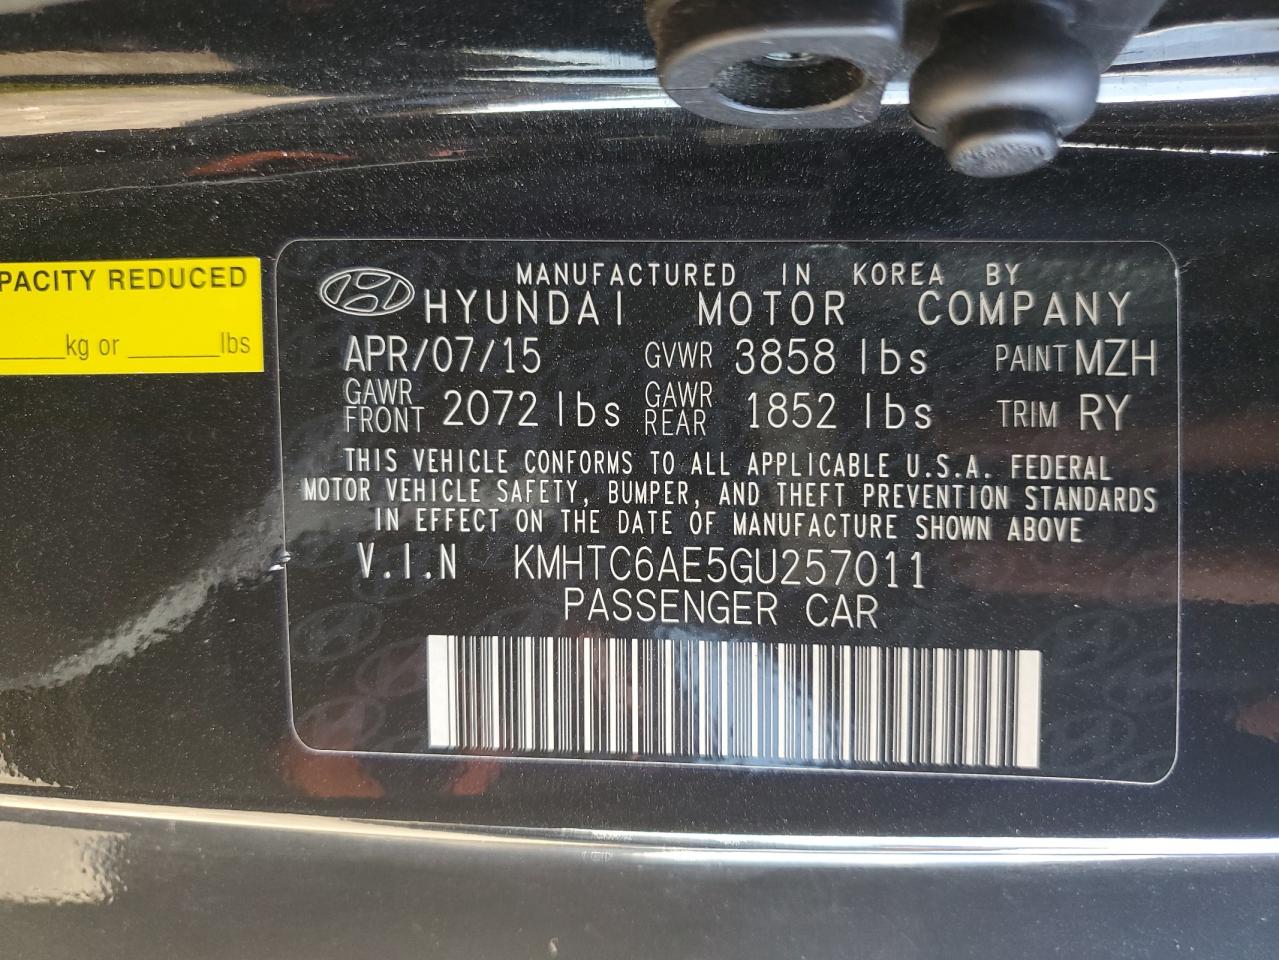 PACITY REDUCED
kg or lbs
MANUFACTURED IN KOREA BY
HYUNDAI MOTOR COMPANY
APR/07/15 GVWR 3858 lbs PAINT MZH
GAWR FRONT 2072 lbs GAWR REAR 1852 lbs TRIM RY
THIS VEHICLE CONFORMS TO ALL APPLICABLE U.S.A. FEDERAL
MOTOR VEHICLE SAFETY, BUMPER, AND THEFT PREVENTION STANDARDS
IN EFFECT ON THE DATE OF MANUFACTURE SHOWN ABOVE
V.I.N KMHTC6AE5GU257011
PASSENGER CAR